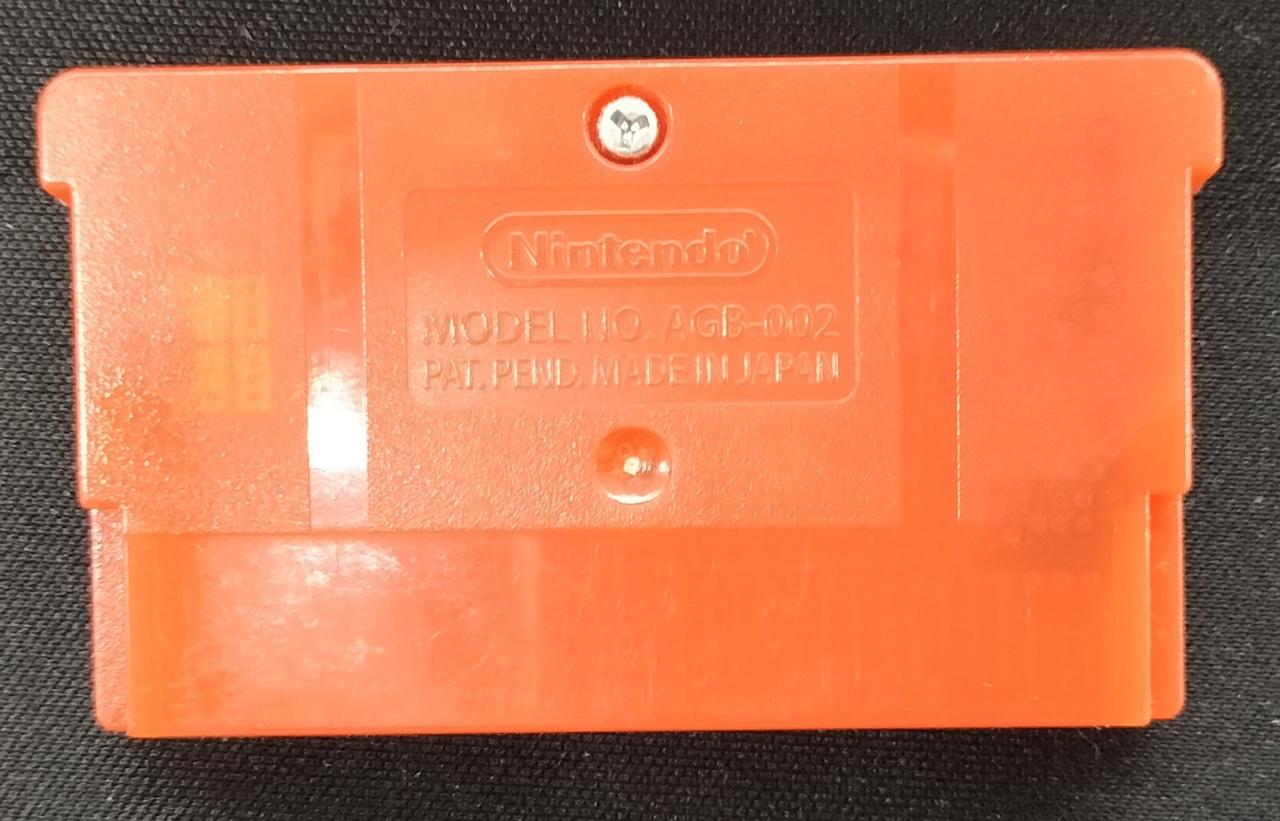 Nintendo
MODEL NO. AGB-002
PAT. PEND. MADE IN JAPAN